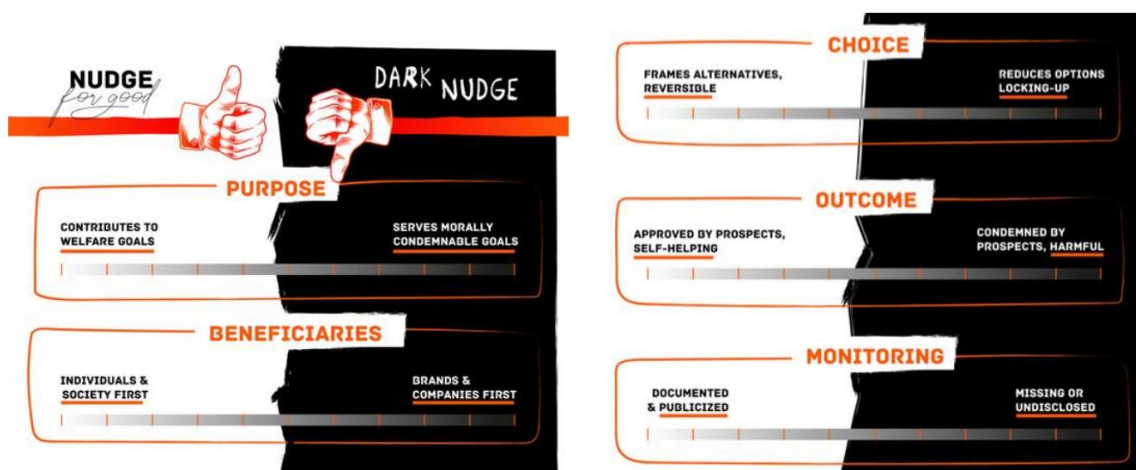 NUDGE
for good
DARK NUDGE
PURPOSE
CONTRIBUTES TO
WELFARE GOALS
SERVES MORALLY
CONDEMNABLE GOALS
BENEFICIARIES
INDIVIDUALS &
SOCIETY FIRST
BRANDS &
COMPANIES FIRST
CHOICE
FRAMES ALTERNATIVES,
REVERSIBLE
REDUCES OPTIONS
LOCKING-UP
OUTCOME
APPROVED BY PROSPECTS,
SELF-HELPING
CONDEMNED BY
PROSPECTS, HARMFUL
MONITORING
DOCUMENTED
& PUBLICIZED
MISSING OR
UNDISCLOSED